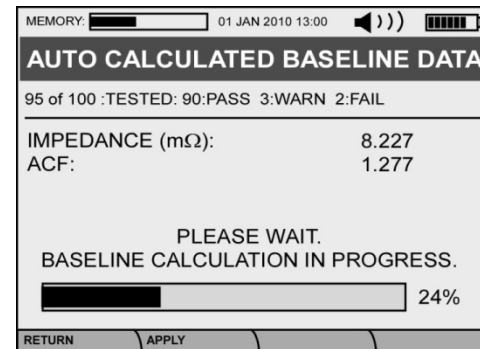 MEMORY: 01 JAN 2010 13:00
AUTO CALCULATED BASELINE DATA
95 of 100 :TESTED: 90:PASS 3:WARN 2:FAIL
IMPEDANCE (mΩ): 8.227
ACF: 1.277
PLEASE WAIT.
BASELINE CALCULATION IN PROGRESS.
24%
RETURN APPLY